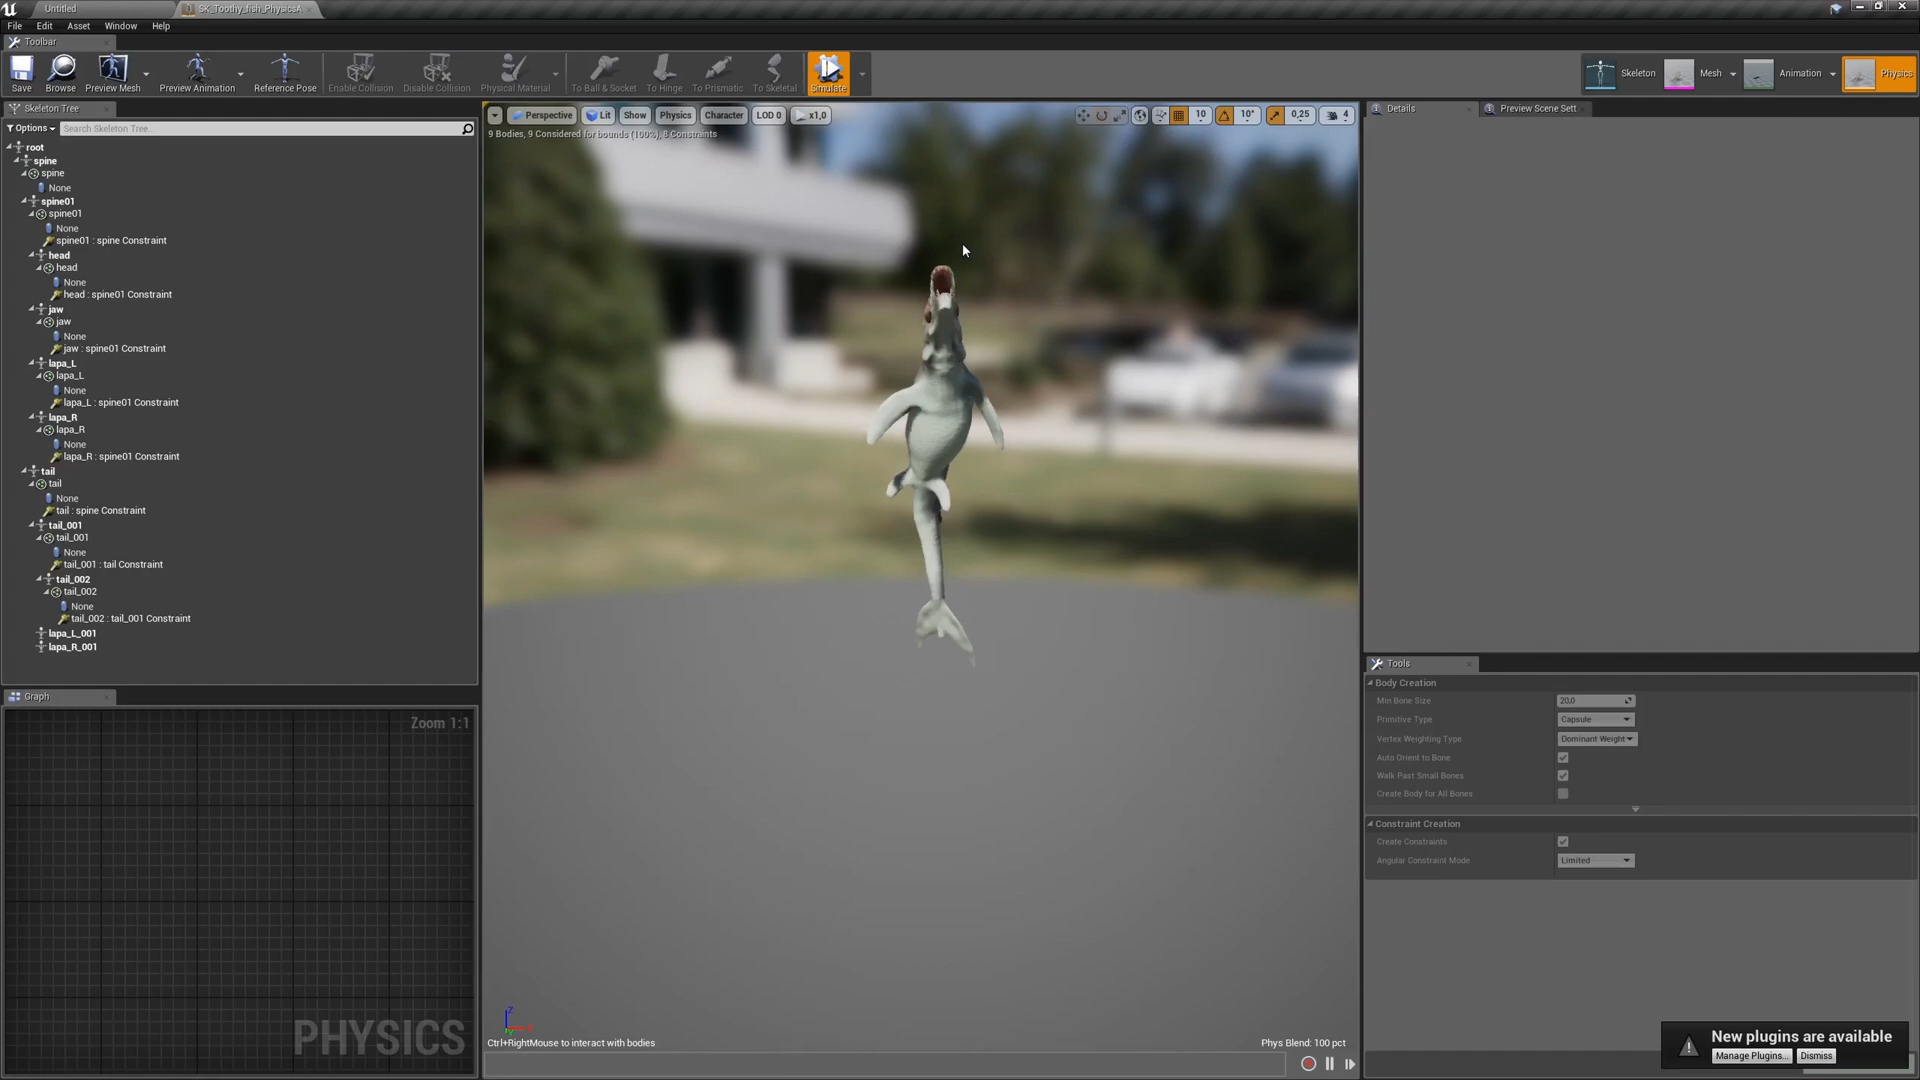 Untitled
SK_Toothy_fish_PhysicsA
File Edit Asset Window Help
Toolbar
Save
Browse
Preview Mesh
Preview Animation
Reference Pose
Enable Collision
Disable Collision
Physical Material
To Ball & Socket
To Hinge
To Prismatic
To Skeletal
Simulate
Skeleton
Mesh
Animation
Physics
Skeleton Tree
Options
Search Skeleton Tree...
root
spine
spine
None
spine01
spine01
None
spine01 : spine Constraint
head
head
None
head : spine01 Constraint
jaw
jaw
None
jaw : spine01 Constraint
lapa_L
lapa_L
None
lapa_L : spine01 Constraint
lapa_R
lapa_R
None
lapa_R : spine01 Constraint
tail
tail
None
tail : spine Constraint
tail_001
tail_001
None
tail_001 : tail Constraint
tail_002
tail_002
None
tail_002 : tail_001 Constraint
lapa_L_001
lapa_R_001
Graph
Zoom 1:1
PHYSICS
Perspective
Lit
Show
Physics
Character
LOD 0
x1,0
10
10°
0,25
4
9 Bodies, 9 Considered for bounds (100%), 8 Constraints
Z
Ctrl+RightMouse to interact with bodies
Phys Blend: 100 pct
Details
Preview Scene Sett
Tools
Body Creation
Min Bone Size 20,0
Primitive Type Capsule
Vertex Weighting Type Dominant Weight
Auto Orient to Bone
Walk Past Small Bones
Create Body for All Bones
Constraint Creation
Create Constraints
Angular Constraint Mode Limited
New plugins are available
Manage Plugins...
Dismiss